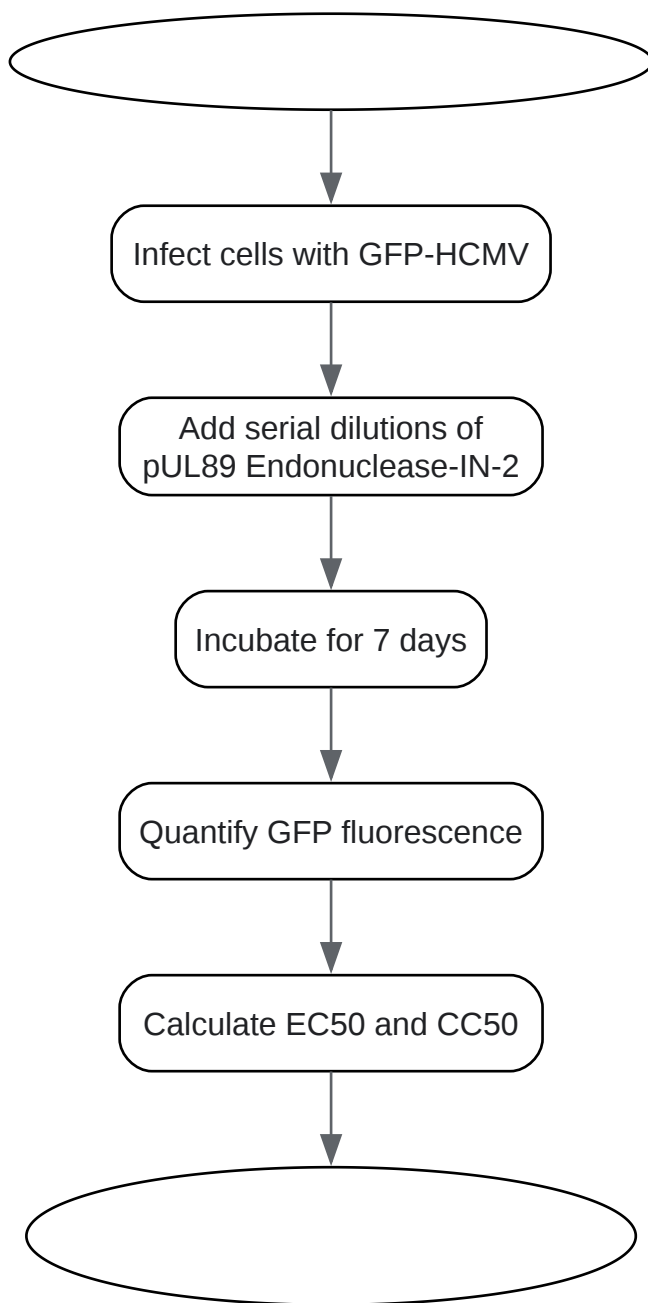 Infect cells with GFP-HCMV
Add serial dilutions of
pUL89 Endonuclease-IN-2
Incubate for 7 days
Quantify GFP fluorescence
Calculate EC50 and CC50